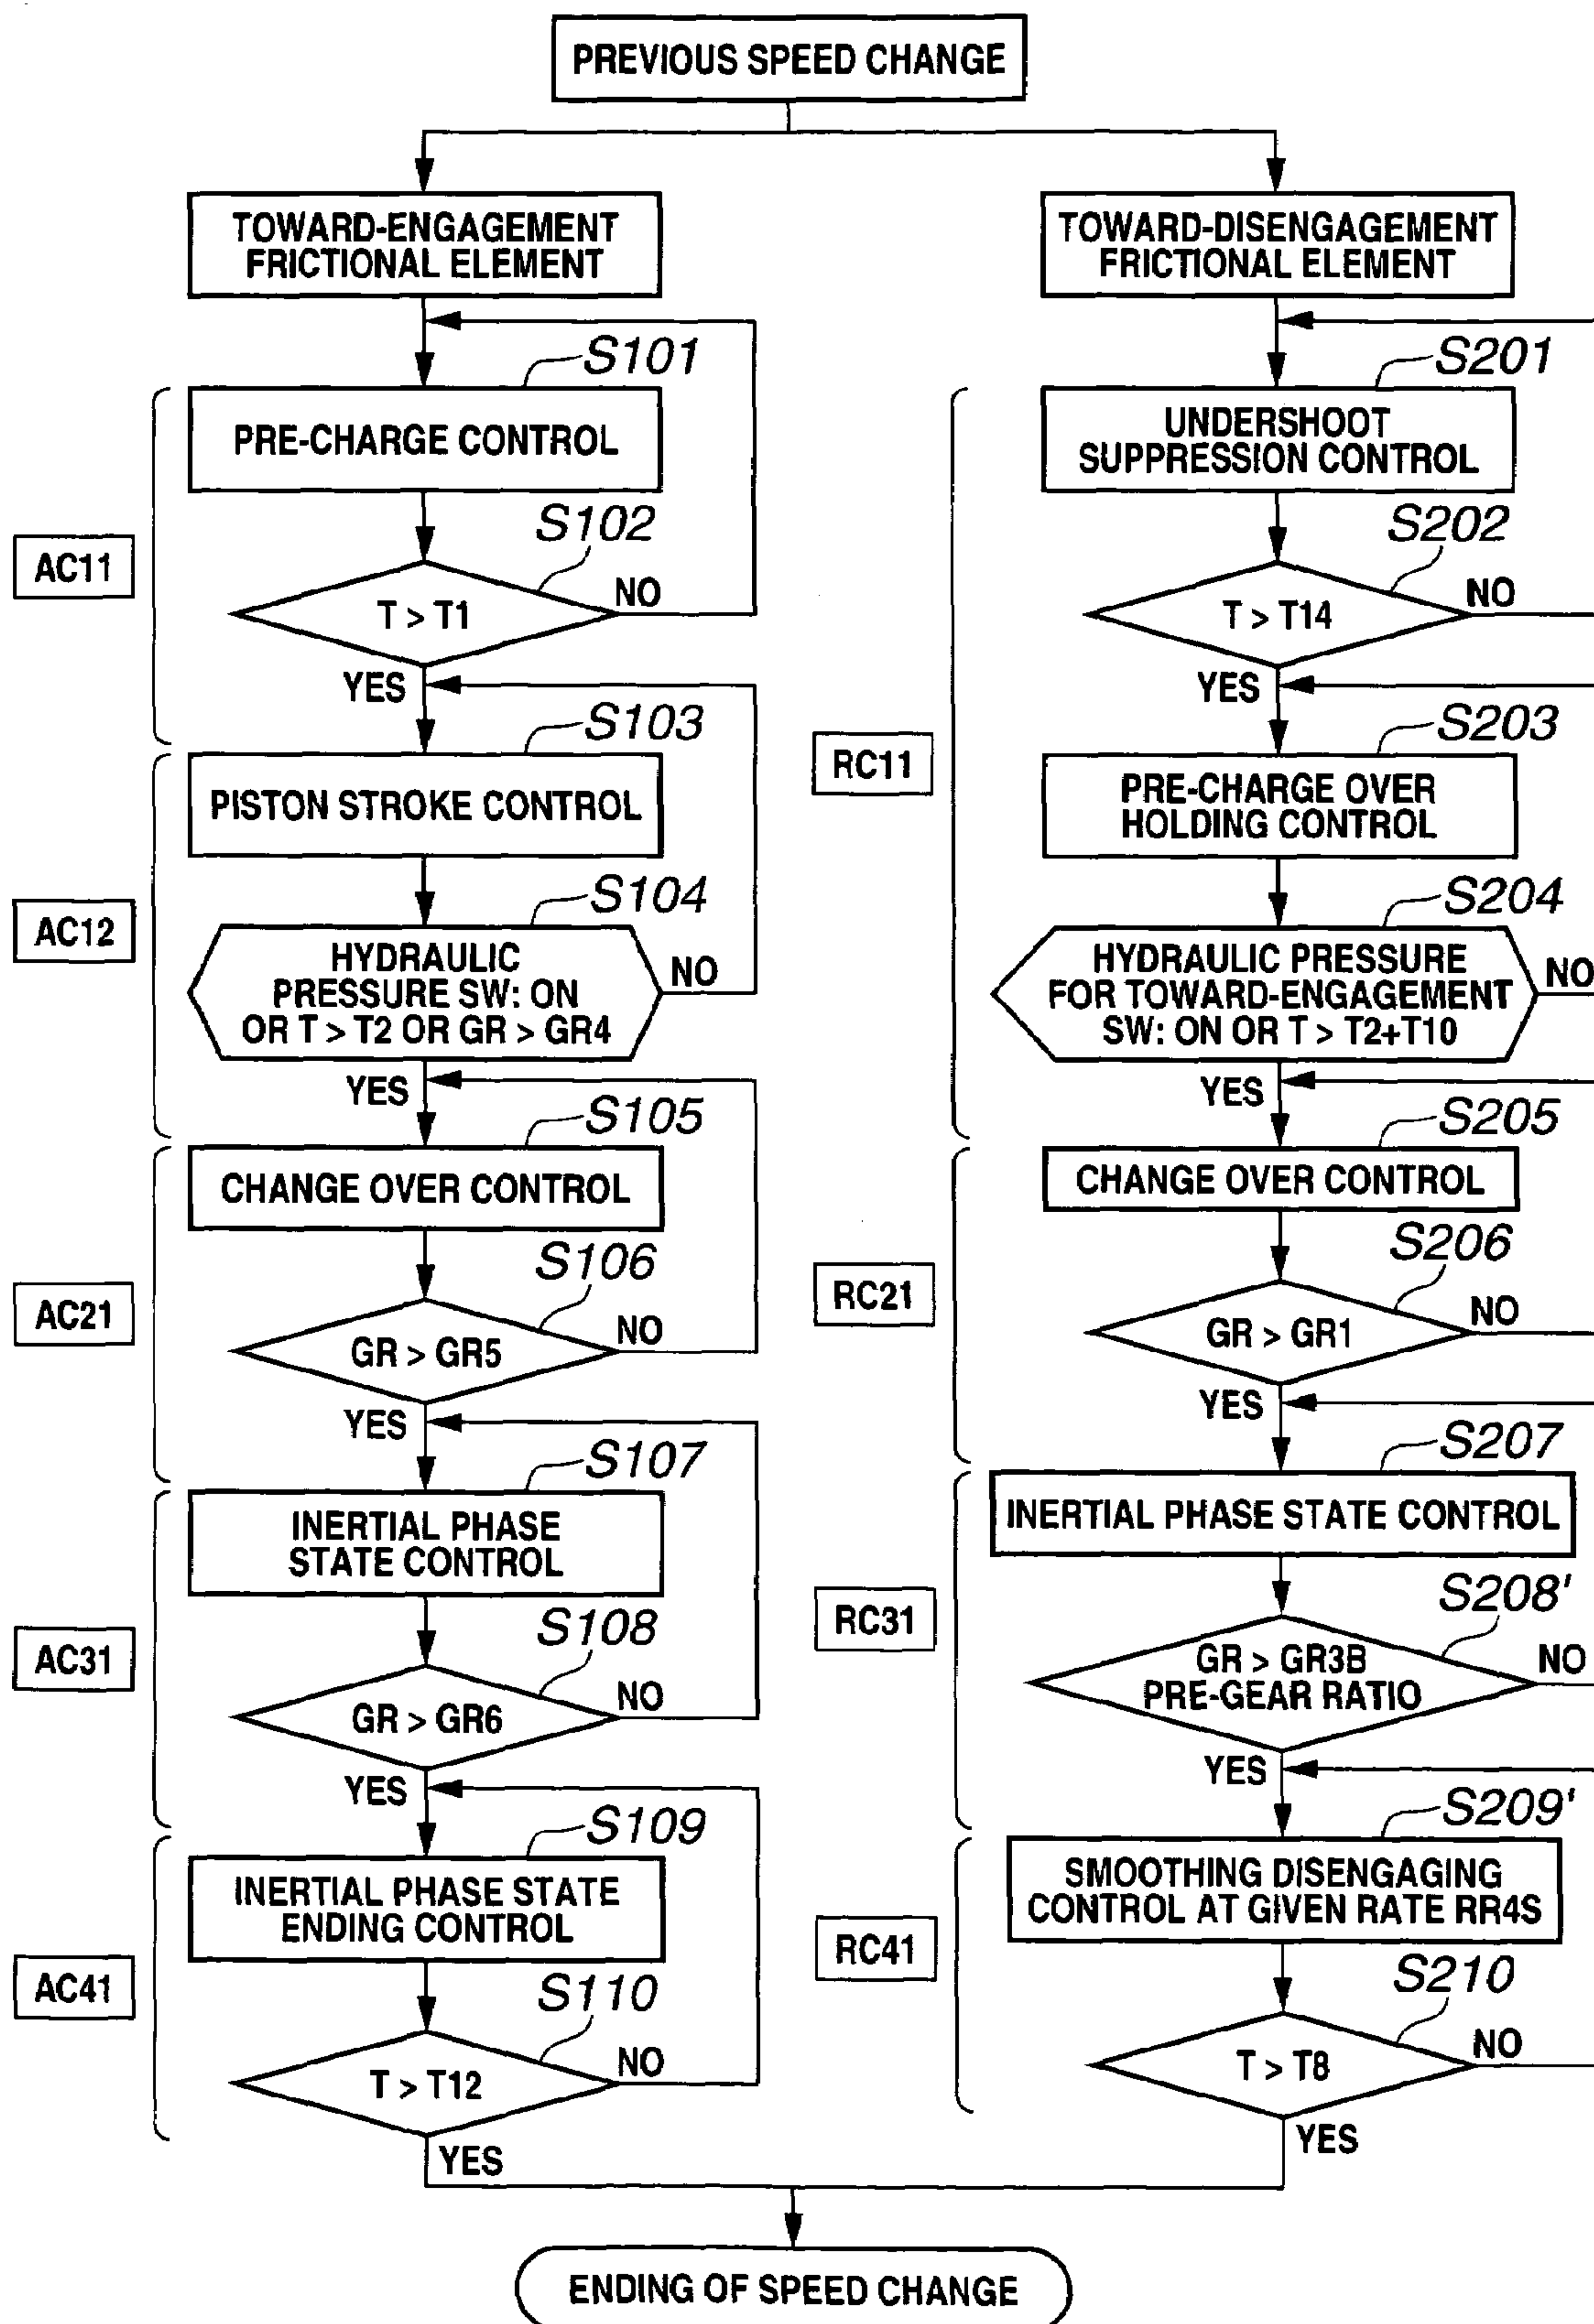 PREVIOUS SPEED CHANGE
TOWARD-ENGAGEMENT
FRICTIONAL ELEMENT
S101
PRE-CHARGE CONTROL
S102
AC11
T > T1
NO
YES
S103
PISTON STROKE CONTROL
S104
AC12
HYDRAULIC
PRESSURE SW: ON
OR T > T2 OR GR > GR4
NO
YES
S105
CHANGE OVER CONTROL
S106
AC21
GR > GR5
NO
YES
S107
INERTIAL PHASE
STATE CONTROL
S108
AC31
GR > GR6
NO
YES
S109
INERTIAL PHASE STATE
ENDING CONTROL
S110
AC41
T > T12
NO
YES
TOWARD-DISENGAGEMENT
FRICTIONAL ELEMENT
S201
UNDERSHOOT
SUPPRESSION CONTROL
S202
T > T14
NO
YES
S203
RC11
PRE-CHARGE OVER
HOLDING CONTROL
S204
HYDRAULIC PRESSURE
FOR TOWARD-ENGAGEMENT
SW: ON OR T > T2+T10
NO
YES
S205
CHANGE OVER CONTROL
S206
RC21
GR > GR1
NO
YES
S207
INERTIAL PHASE STATE CONTROL
S208'
RC31
GR > GR3B
PRE-GEAR RATIO
NO
YES
S209'
SMOOTHING DISENGAGING
CONTROL AT GIVEN RATE RR4S
RC41
S210
T > T8
NO
YES
ENDING OF SPEED CHANGE